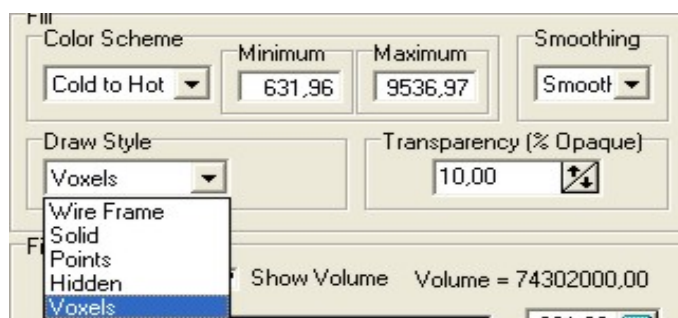 Fill
Color Scheme
Minimum
Maximum
Smoothing
Cold to Hot
631,96
9536,97
Smooth
Draw Style
Transparency (% Opaque)
Voxels
10,00
Wire Frame
Solid
Points
Hidden
Voxels
Show Volume
Volume = 74302000,00